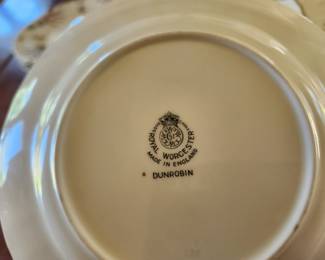 ROYAL WORCESTER
MADE IN ENGLAND
DUNROBIN